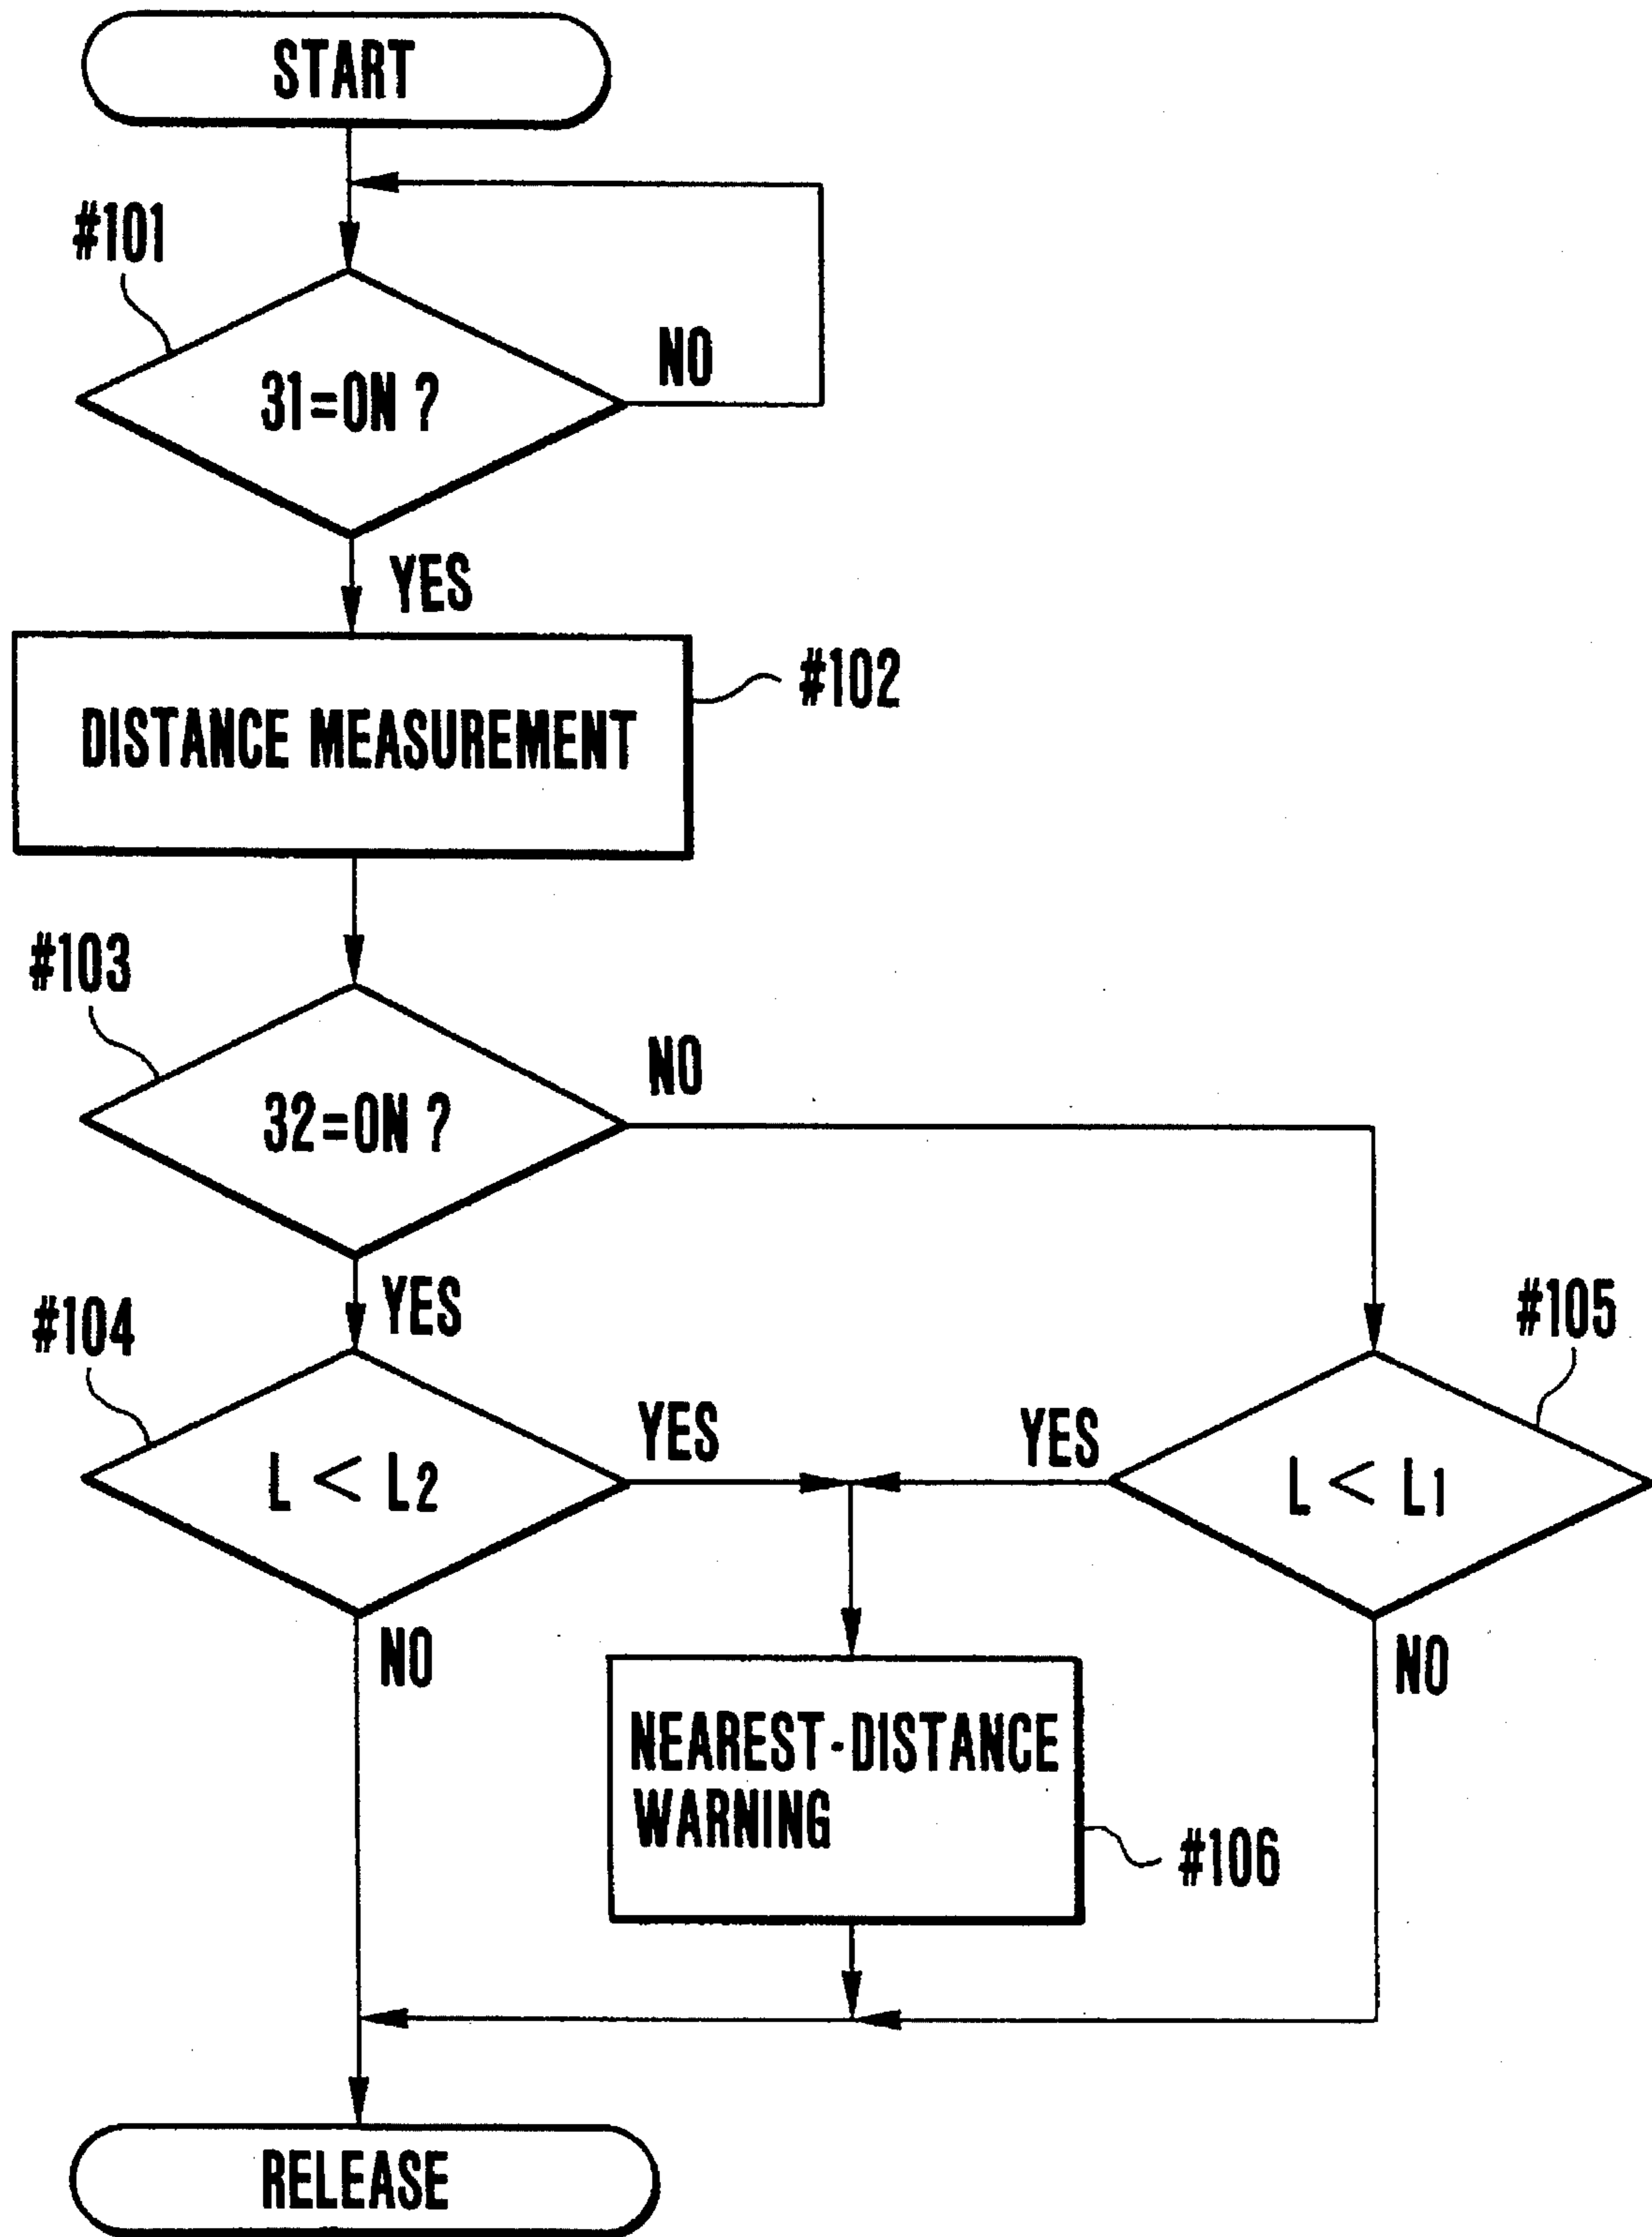 START
#101
31=ON ?
NO
YES
#102
DISTANCE MEASUREMENT
#103
32=ON ?
NO
YES
#104
L < L2
YES
NO
#105
L < L1
YES
NO
NEAREST-DISTANCE
WARNING
#106
RELEASE